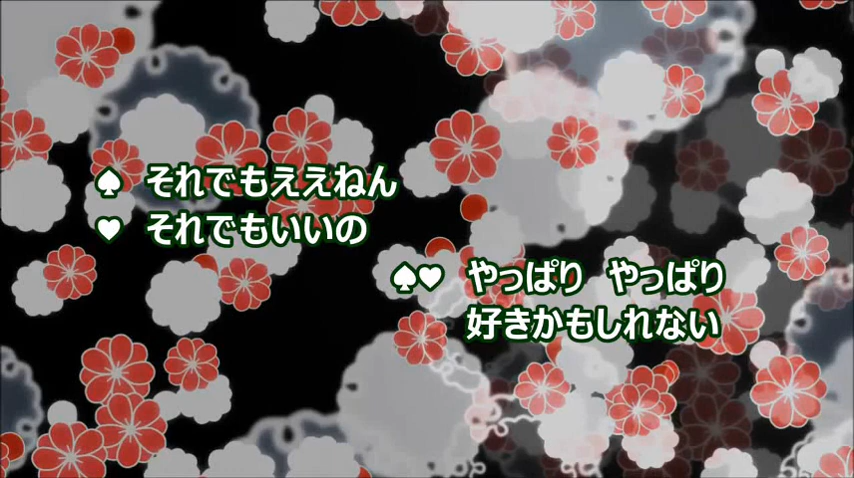 ♠ それでもええねん
♥ それでもいいの
♠♥ やっぱり やっぱり
好きかもしれない